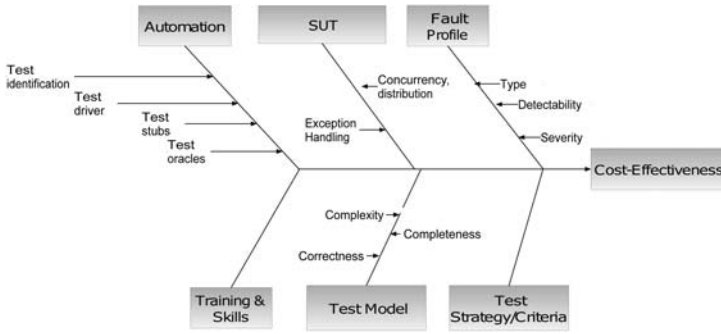 Automation
SUT
Fault
Profile
Test
identification
Test
driver
Test
stubs
Test
oracles
Concurrency,
distribution
Exception
Handling
Type
Detectability
Severity
Cost-Effectiveness
Complexity
Completeness
Correctness
Training &
Skills
Test Model
Test
Strategy/Criteria